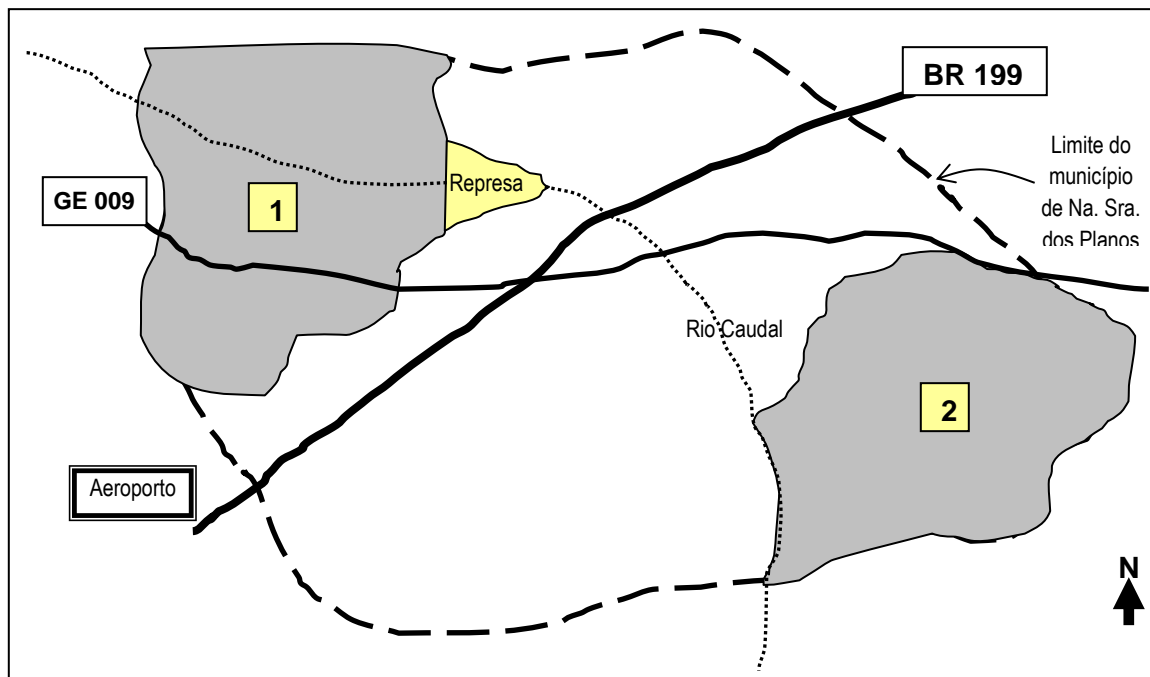 BR 199
Limite do
município
de Na. Sra.
dos Planos
Represa
GE 009
1
Rio Caudal
2
Aeroporto
N